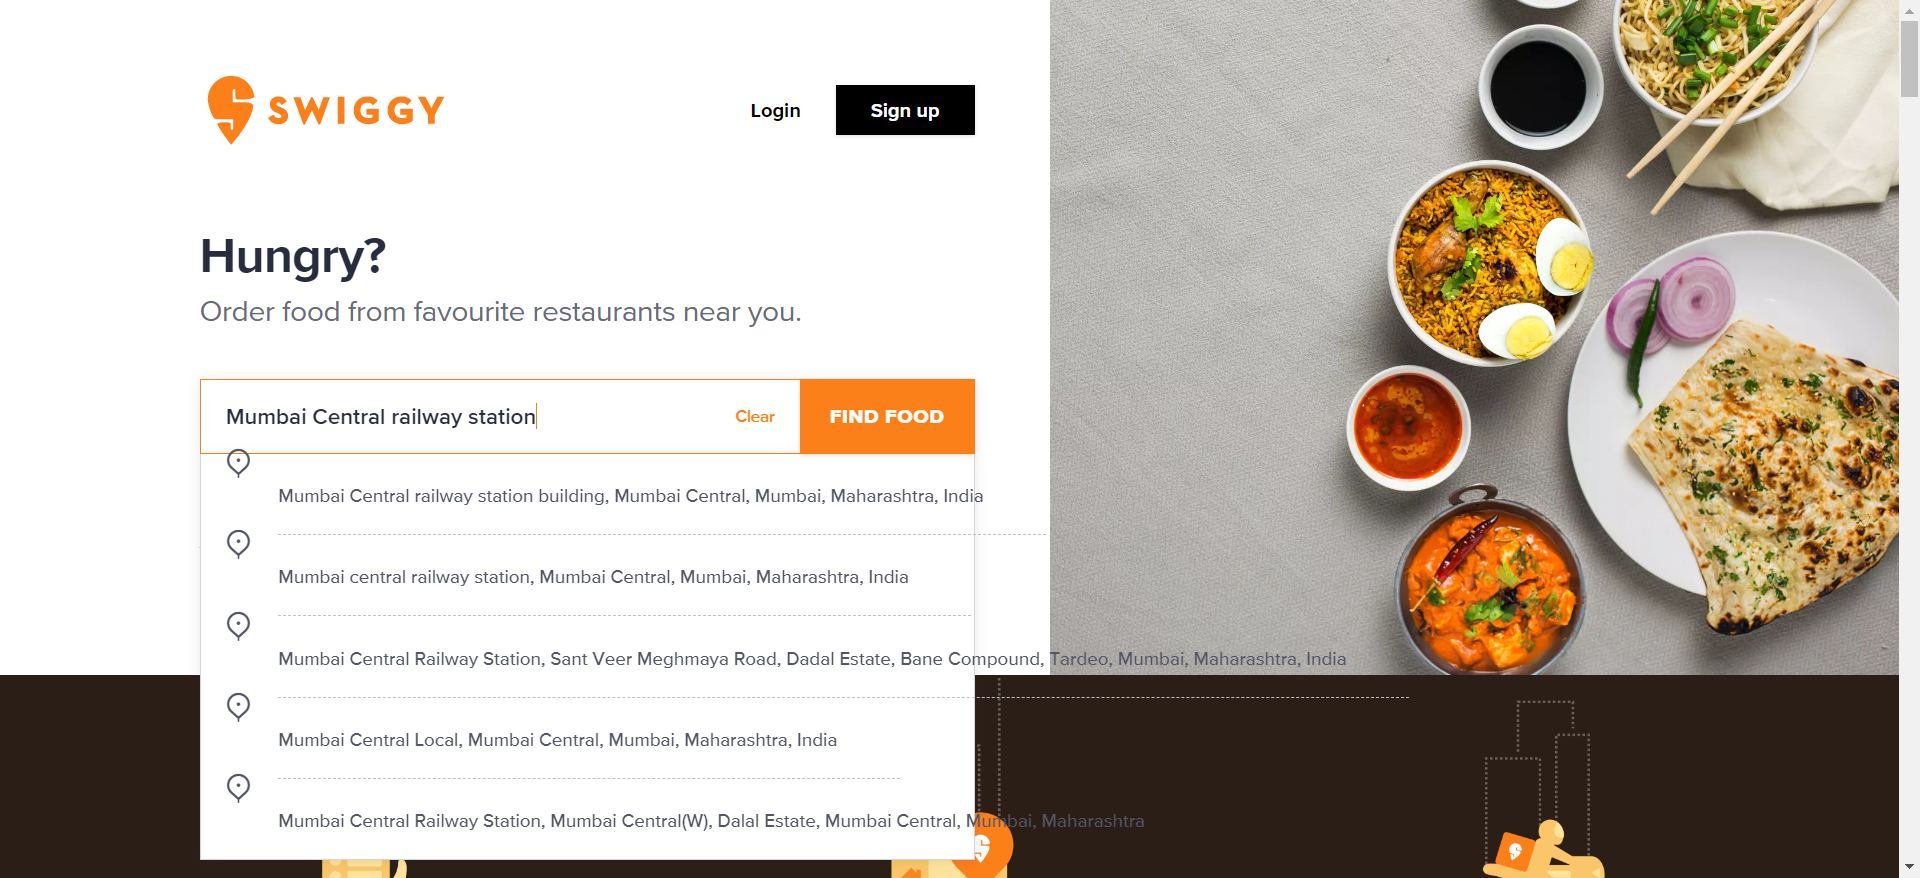 SWIGGY
Login
Sign up
Hungry?
Order food from favourite restaurants near you.
Mumbai Central railway station
Clear
FIND FOOD
Mumbai Central railway station building, Mumbai Central, Mumbai, Maharashtra, India
Mumbai central railway station, Mumbai Central, Mumbai, Maharashtra, India
Mumbai Central Railway Station, Sant Veer Meghmaya Road, Dadal Estate, Bane Compound, Tardeo, Mumbai, Maharashtra, India
Mumbai Central Local, Mumbai Central, Mumbai, Maharashtra, India
Mumbai Central Railway Station, Mumbai Central(W), Dalal Estate, Mumbai Central, Mumbai, Maharashtra